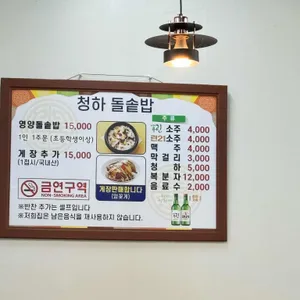 청하 돌솥밥
영양돌솥밥 15,000
1인 1주문 (초등학생이상)
게장 추가 15,000
(1접시/국내산)
금연구역
NON-SMOKING AREA
게장판매합니다
(암꽃게)
주류
소주 4,000
소주 4,000
맥주 4,000
막걸리 3,000
청하 5,000
복분자 12,000
음료수 2,000
※반찬 추가는 셀프입니다
※저희집은 남은음식을 재사용하지 않습니다.